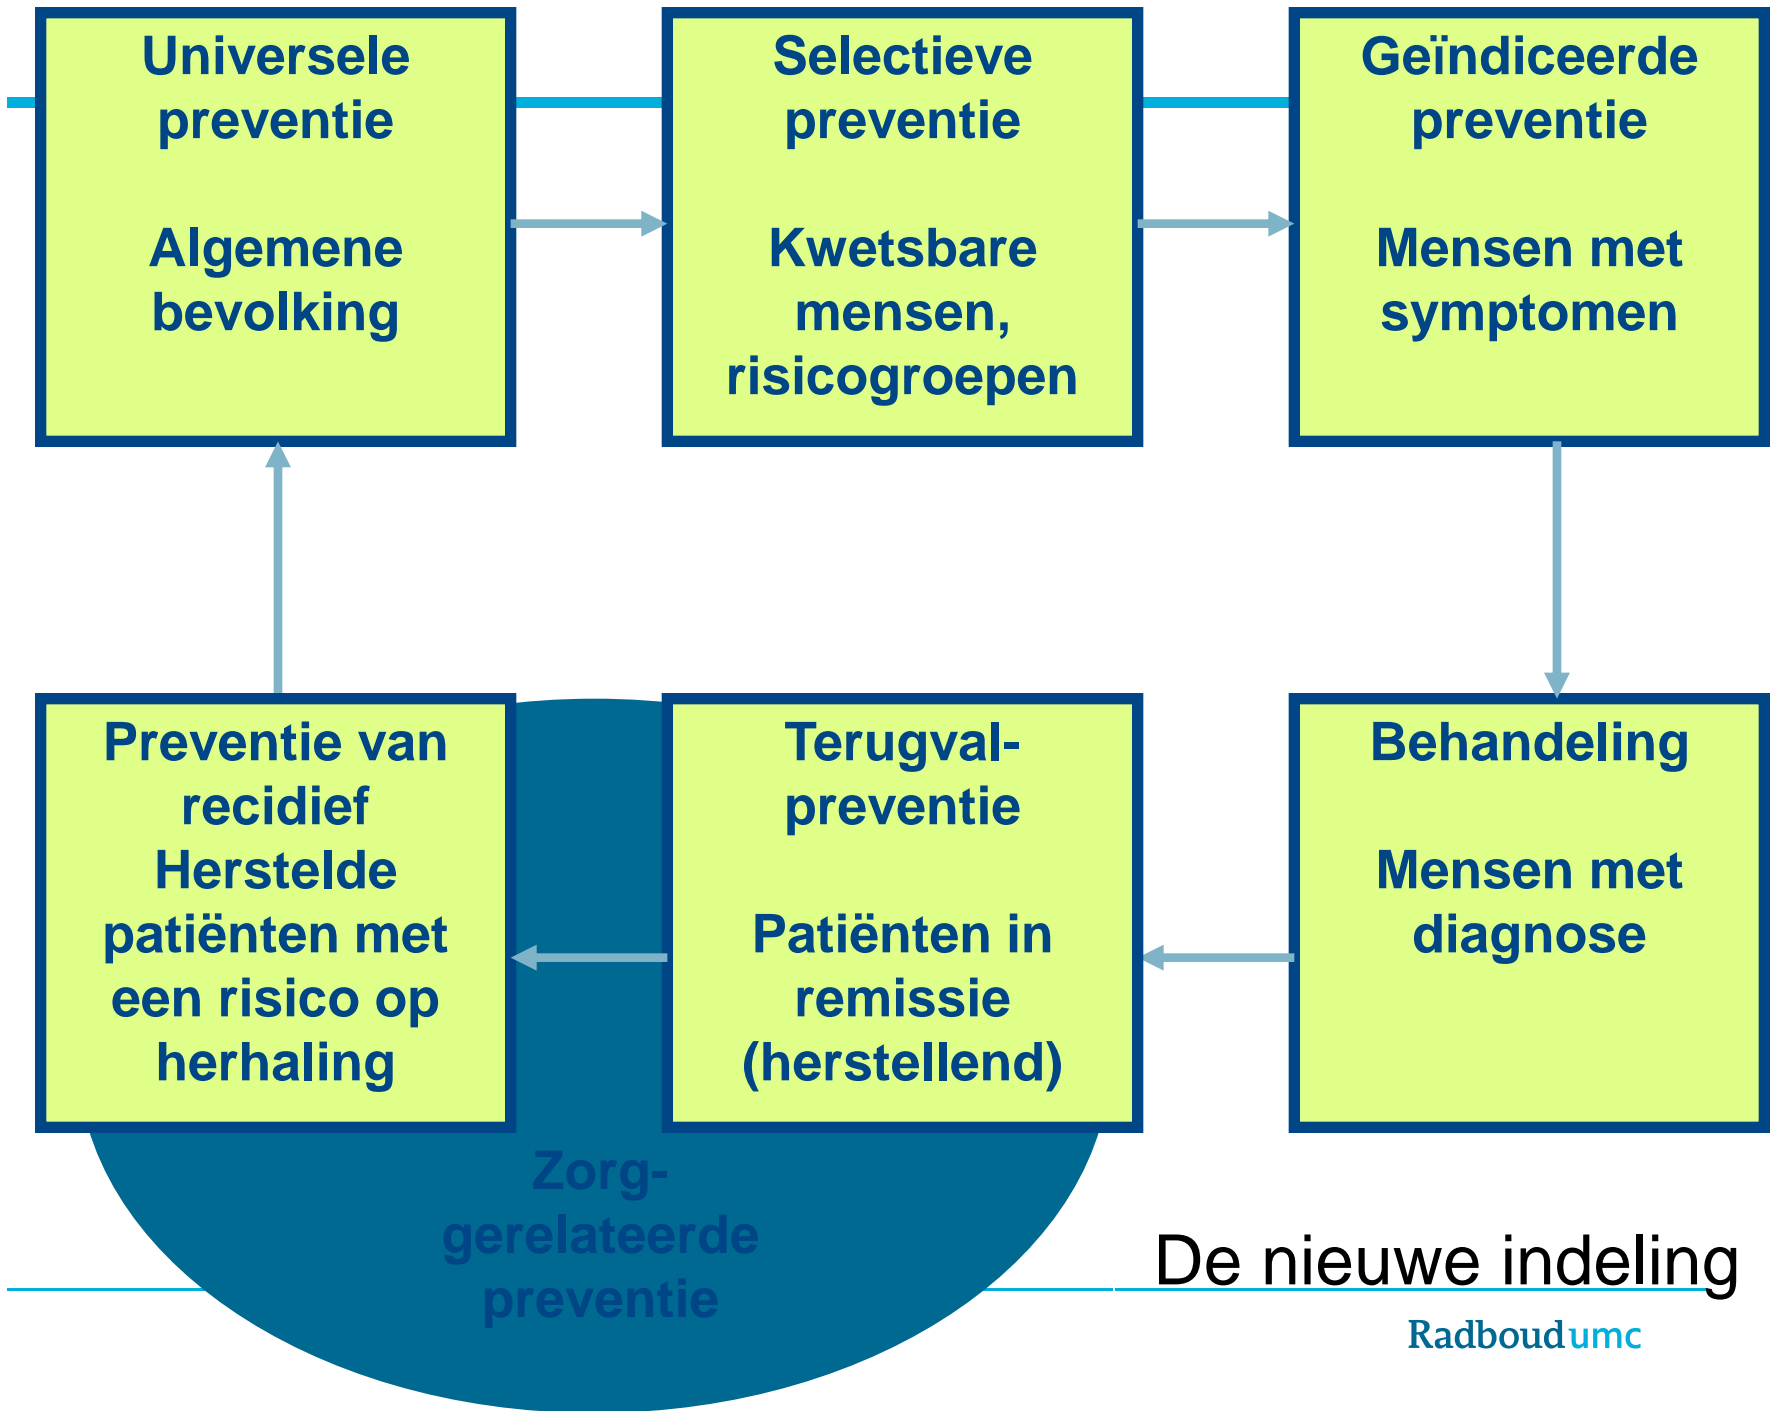 Universele
preventie
Algemene
bevolking
Selectieve
preventie
Kwetsbare
mensen,
risicogroepen
Geïndiceerde
preventie
Mensen met
symptomen
Preventie van
recidief
Herstelde
patiënten met
een risico op
herhaling
Terugval-
preventie
Patiënten in
remissie
(herstellend)
Behandeling
Mensen met
diagnose
Zorg-
gerelateerde
preventie
De nieuwe indeling
Radboudumc